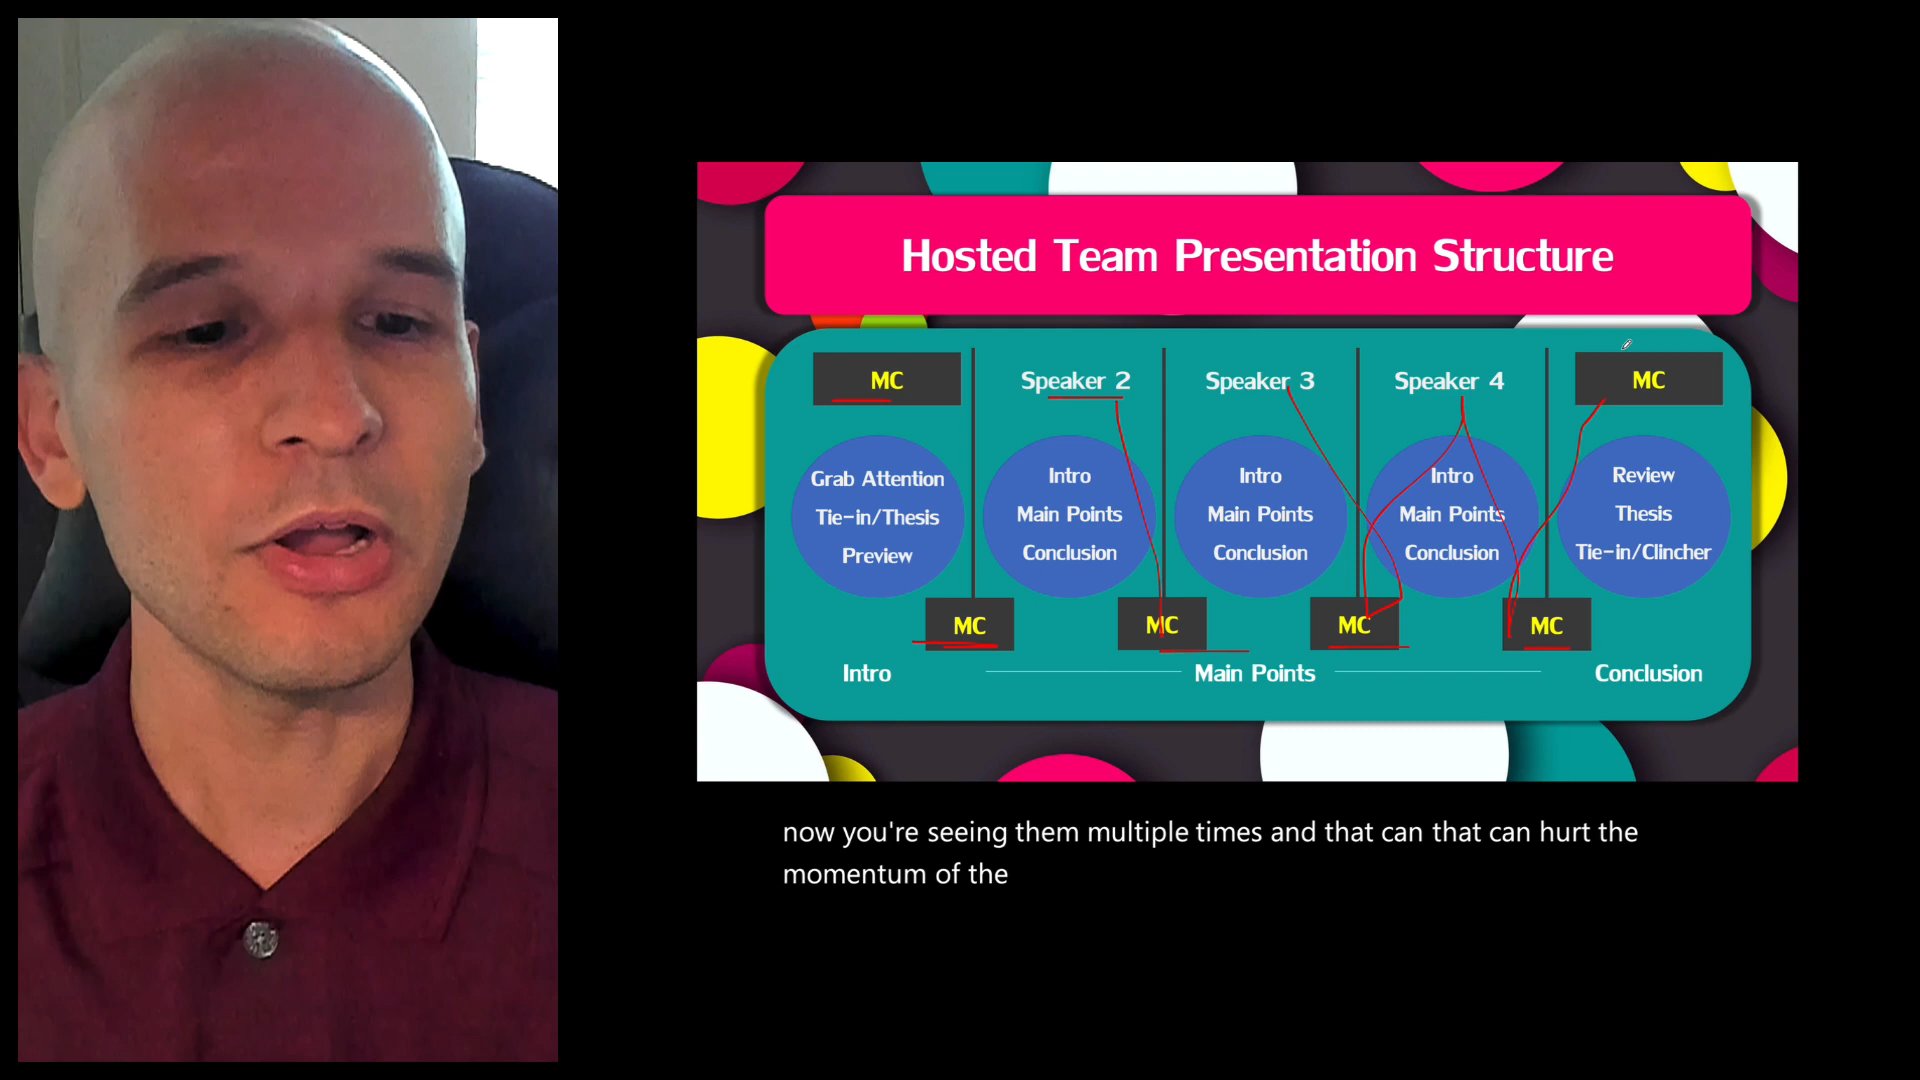 Hosted Team Presentation Structure
MC
Speaker 2
Speaker 3
Speaker 4
MC
Grab Attention
Tie-in/Thesis
Preview
Intro
Main Points
Conclusion
Intro
Main Points
Conclusion
Intro
Main Points
Conclusion
Review
Thesis
Tie-in/Clincher
MC
MC
MC
MC
Intro
Main Points
Conclusion
now you're seeing them multiple times and that can that can hurt the
momentum of the